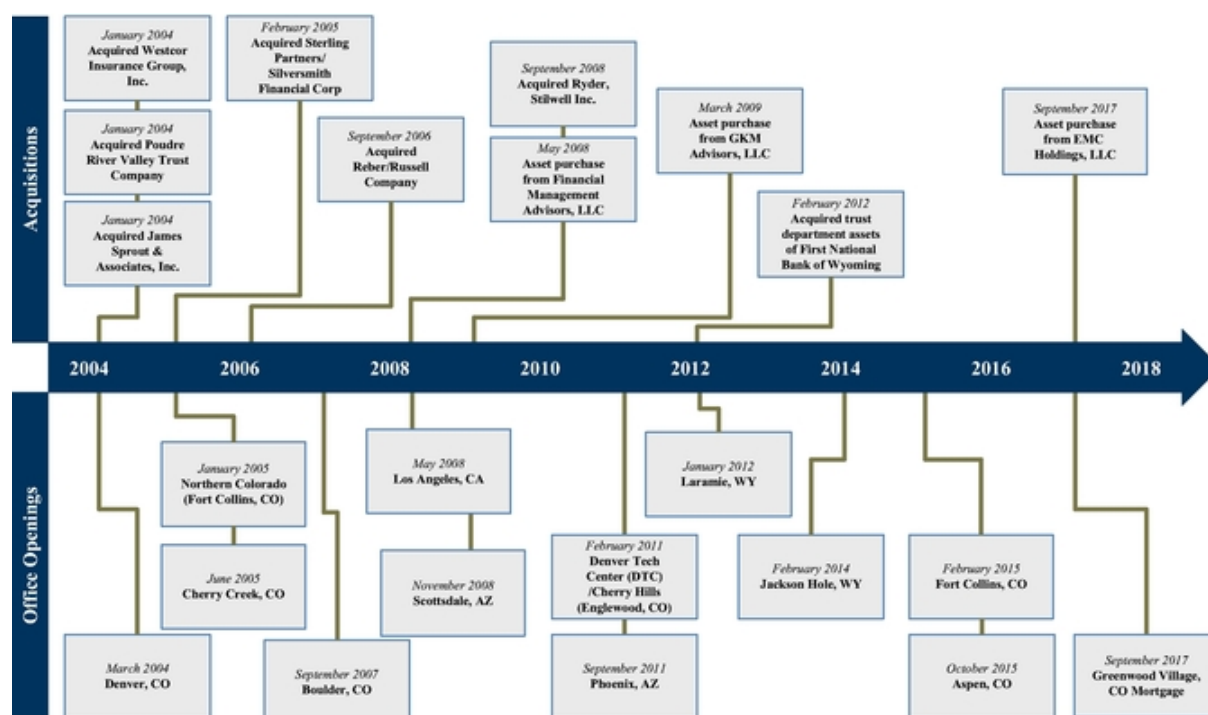 Acquisitions
January 2004
Acquired Westcor
Insurance Group,
Inc.
January 2004
Acquired Poudre
River Valley Trust
Company
January 2004
Acquired James
Sprout &
Associates, Inc.
February 2005
Acquired Sterling
Partners/
Silversmith
Financial Corp
September 2006
Acquired
Reber/Russell
Company
September 2008
Acquired Ryder,
Stilwell Inc.
May 2008
Asset purchase
from Financial
Management
Advisors, LLC
March 2009
Asset purchase
from GKM
Advisors, LLC
February 2012
Acquired trust
department assets
of First National
Bank of Wyoming
September 2017
Asset purchase
from EMC
Holdings, LLC
2004 2006 2008 2010 2012 2014 2016 2018
Office Openings
March 2004
Denver, CO
January 2005
Northern Colorado
(Fort Collins, CO)
June 2005
Cherry Creek, CO
September 2007
Boulder, CO
May 2008
Los Angeles, CA
November 2008
Scottsdale, AZ
February 2011
Denver Tech
Center (DTC)
/Cherry Hills
(Englewood, CO)
September 2011
Phoenix, AZ
January 2012
Laramie, WY
February 2014
Jackson Hole, WY
February 2015
Fort Collins, CO
October 2015
Aspen, CO
September 2017
Greenwood Village,
CO Mortgage